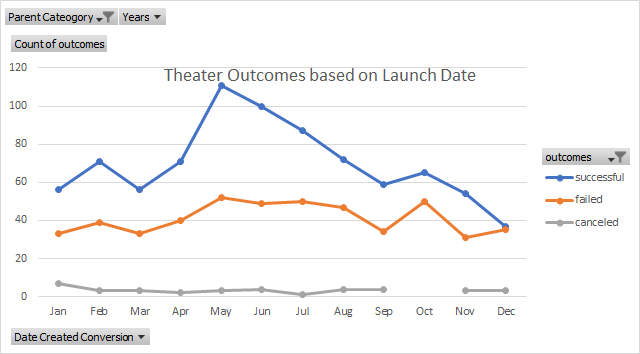 Parent Cateogory Years
Count of outcomes
Theater Outcomes based on Launch Date
120
100
80
60
40
20
0
Jan Feb Mar Apr May Jun Jul Aug Sep Oct Nov Dec
outcomes
successful
failed
canceled
Date Created Conversion